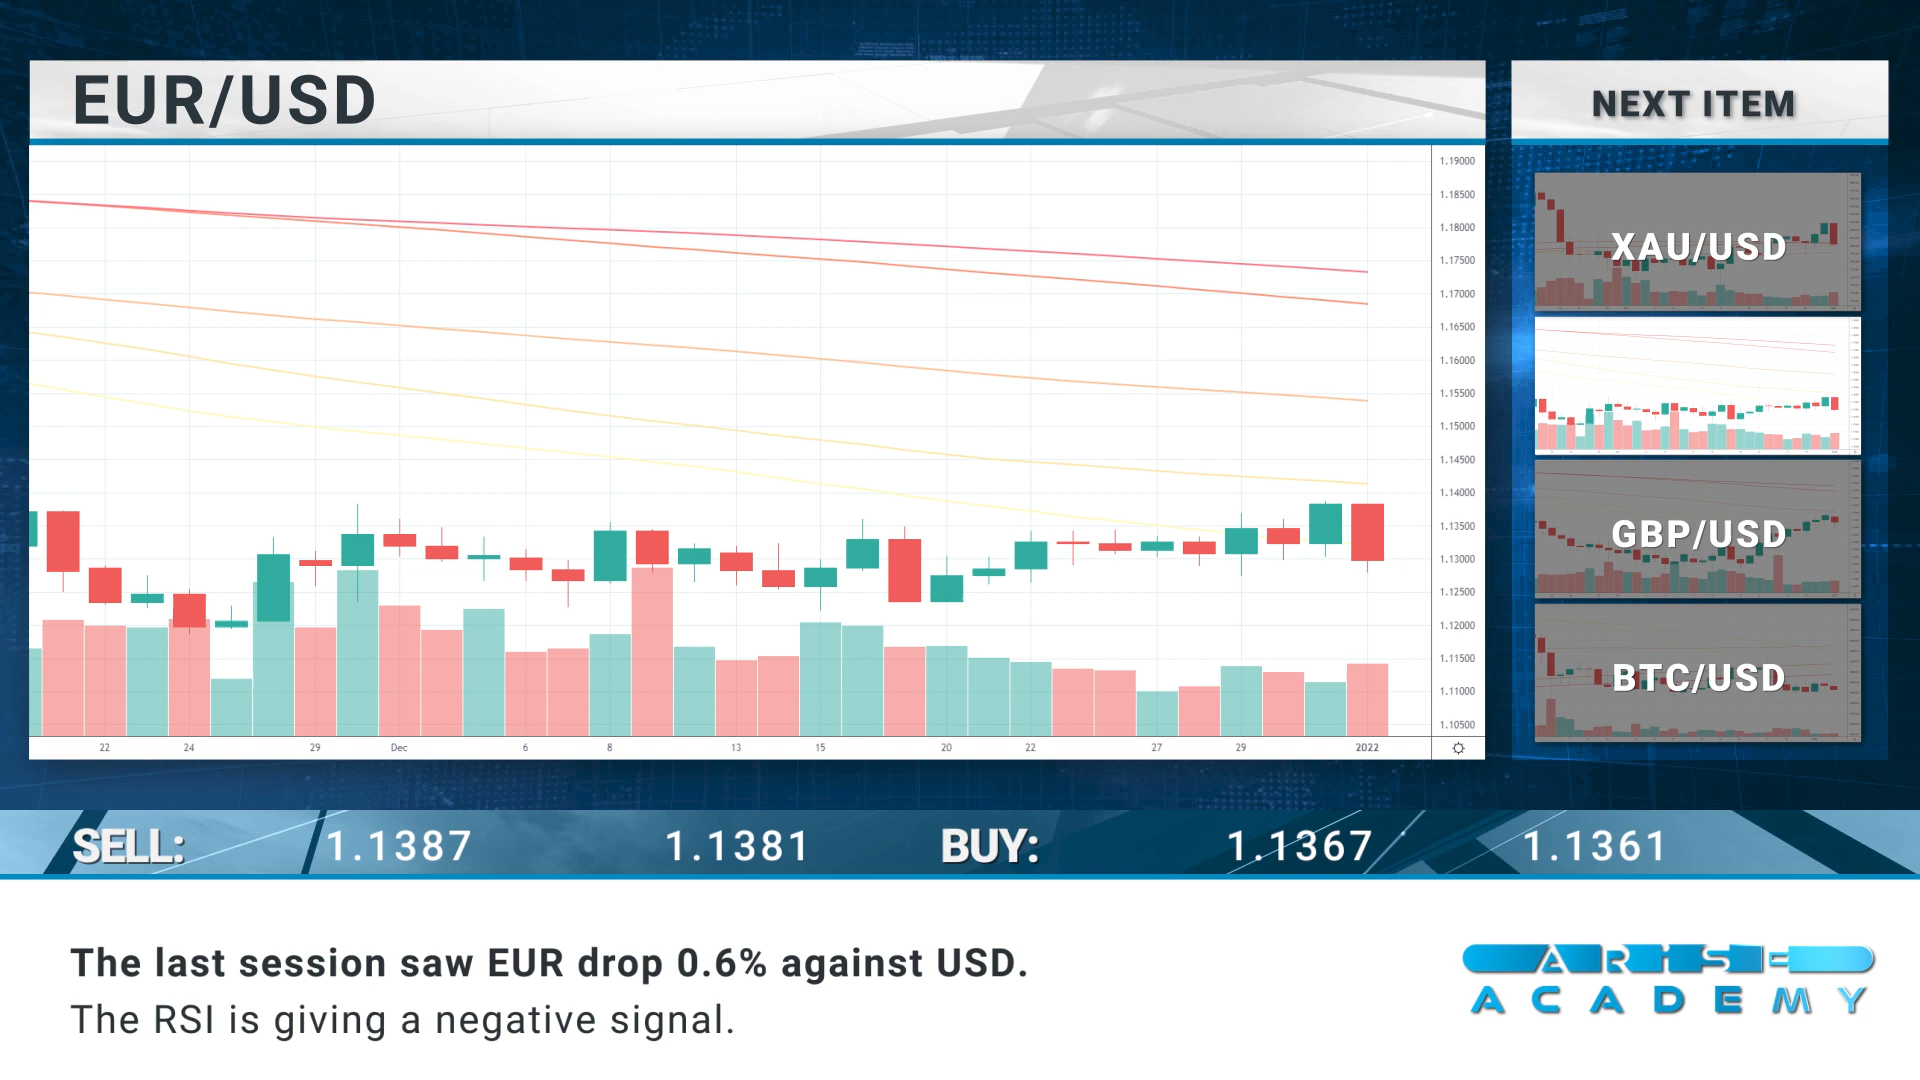 EUR/USD
NEXT ITEM
1.19000
1.18500
1.18000
1.17500
1.17000
1.16500
1.16000
1.15500
1.15000
1.14500
1.14000
1.13500
1.13000
1.12500
1.12000
1.11500
1.11000
1.10500
22 24 29 Dec 6 8 13 15 20 22 27 29 2022
XAU/USD
GBP/USD
BTC/USD
SELL: 1.1387 1.1381 BUY: 1.1367 1.1361
The last session saw EUR drop 0.6% against USD.
The RSI is giving a negative signal.
ARISE
ACADEMY